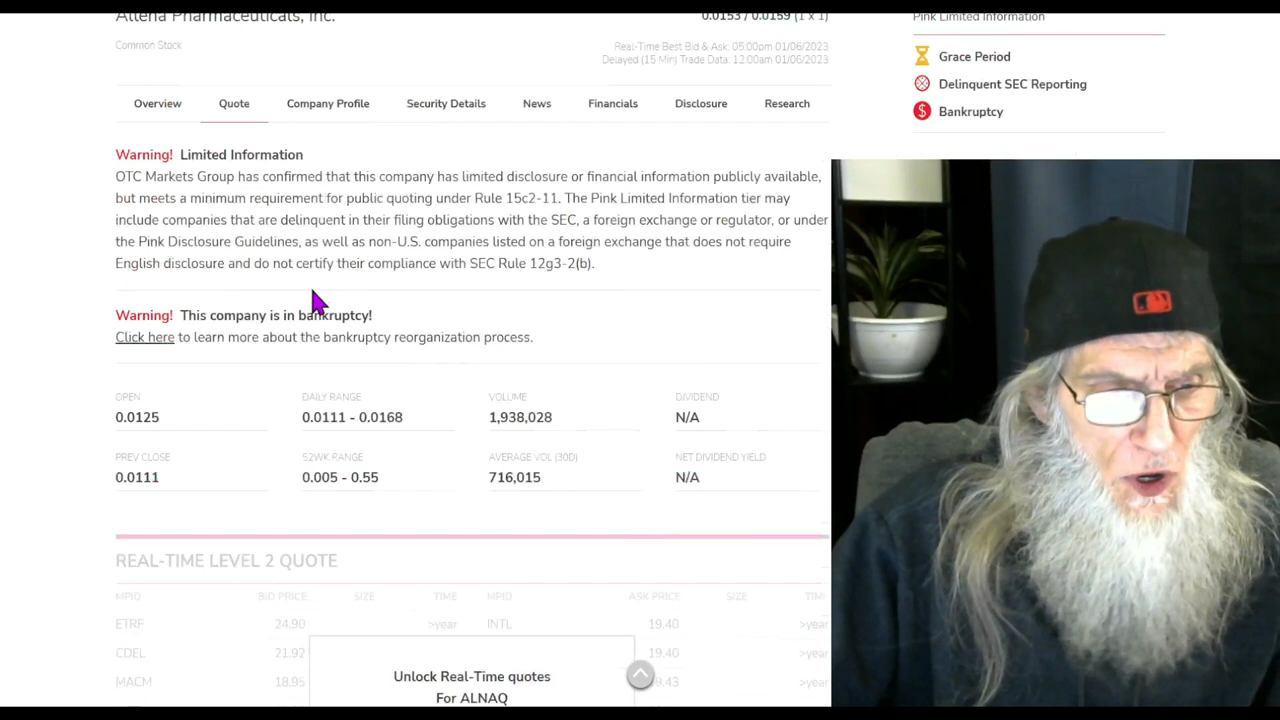 Allena Pharmaceuticals, Inc.
0.0153 / 0.0159 (1 x 1)
Pink Limited Information
Common Stock
Real-Time Best Bid & Ask: 05:00pm 01/06/2023
Delayed (15 Min) Trade Data: 12:00am 01/06/2023
Grace Period
Delinquent SEC Reporting
Bankruptcy
Overview Quote Company Profile Security Details News Financials Disclosure Research
Warning! Limited Information
OTC Markets Group has confirmed that this company has limited disclosure or financial information publicly available,
but meets a minimum requirement for public quoting under Rule 15c2-11. The Pink Limited Information tier may
include companies that are delinquent in their filing obligations with the SEC, a foreign exchange or regulator, or under
the Pink Disclosure Guidelines, as well as non-U.S. companies listed on a foreign exchange that does not require
English disclosure and do not certify their compliance with SEC Rule 12g3-2(b).
Warning! This company is in bankruptcy!
Click here to learn more about the bankruptcy reorganization process.
OPEN DAILY RANGE VOLUME DIVIDEND
0.0125 0.0111 - 0.0168 1,938,028 N/A
PREV CLOSE 52WK RANGE AVERAGE VOL (30D) NET DIVIDEND YIELD
0.0111 0.005 - 0.55 716,015 N/A
REAL-TIME LEVEL 2 QUOTE
MPID BID PRICE SIZE TIME MPID ASK PRICE SIZE TIME
ETRF 24.90 >year INTL 19.40 >year
CDEL 21.92 19.40 >year
MACM 18.95 9.43 >year
Unlock Real-Time quotes
For ALNAQ